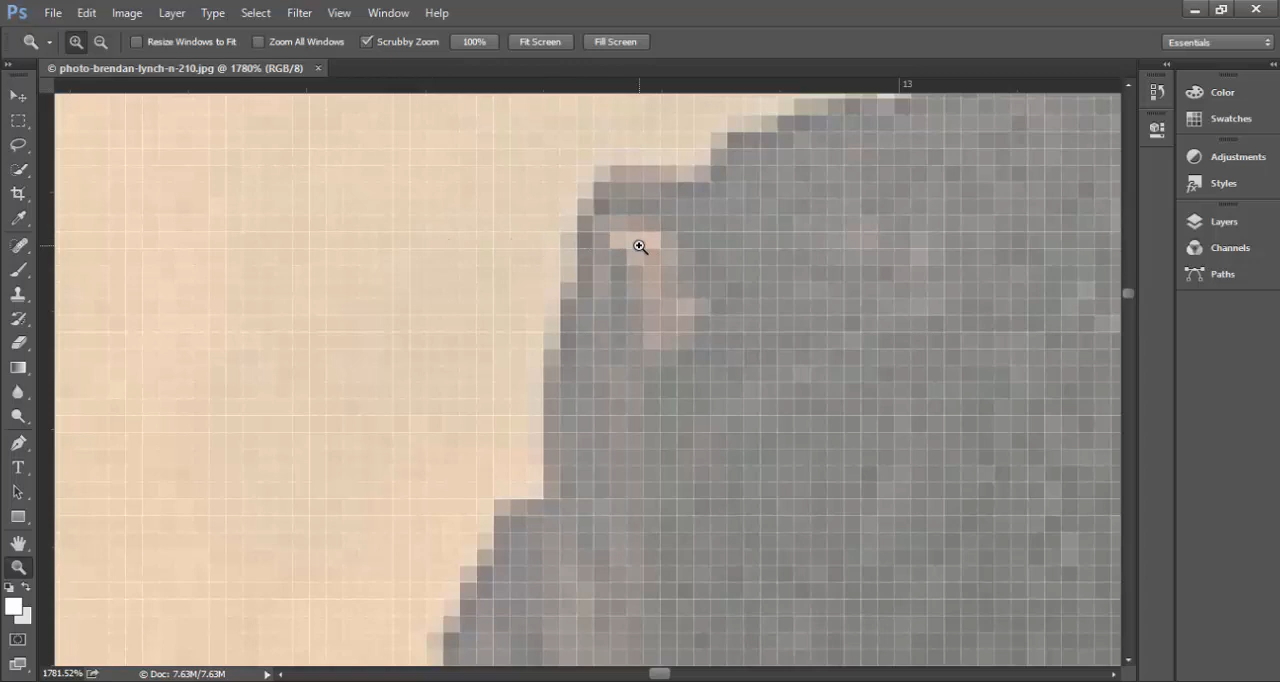 Ps File Edit Image Layer Type Select Filter View Window Help
Resize Windows to Fit Zoom All Windows Scrubby Zoom 100% Fit Screen Fill Screen Essentials
© photo-brendan-lynch-n-210.jpg @ 1780% (RGB/8) ×
13
Color
Swatches
Adjustments
Styles
Layers
Channels
Paths
T
1781.52% © Doc: 7.63M/7.63M